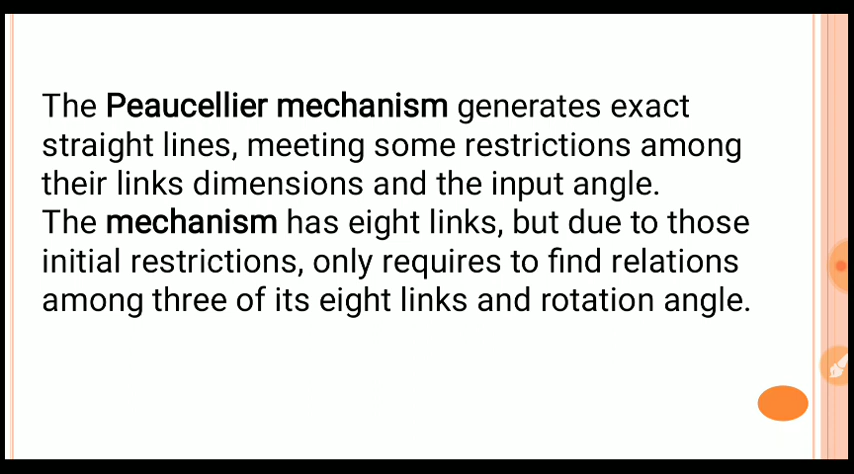 The Peaucellier mechanism generates exact
straight lines, meeting some restrictions among
their links dimensions and the input angle.
The mechanism has eight links, but due to those
initial restrictions, only requires to find relations
among three of its eight links and rotation angle.